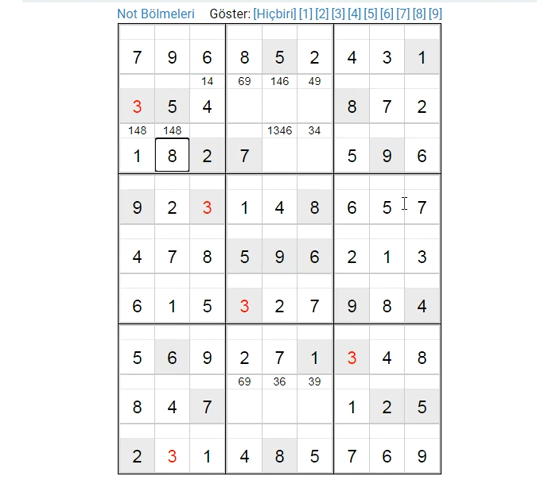 Not Bölmeleri Göster: [Hiçbiri] [1] [2] [3] [4] [5] [6] [7] [8] [9]
7 9 6 8 5 2 4 3 1
14 69 146 49
3 5 4 8 7 2
148 148 1346 34
1 8 2 7 5 9 6
9 2 3 1 4 8 6 5 7
4 7 8 5 9 6 2 1 3
6 1 5 3 2 7 9 8 4
5 6 9 2 7 1 3 4 8
69 36 39
8 4 7 1 2 5
2 3 1 4 8 5 7 6 9